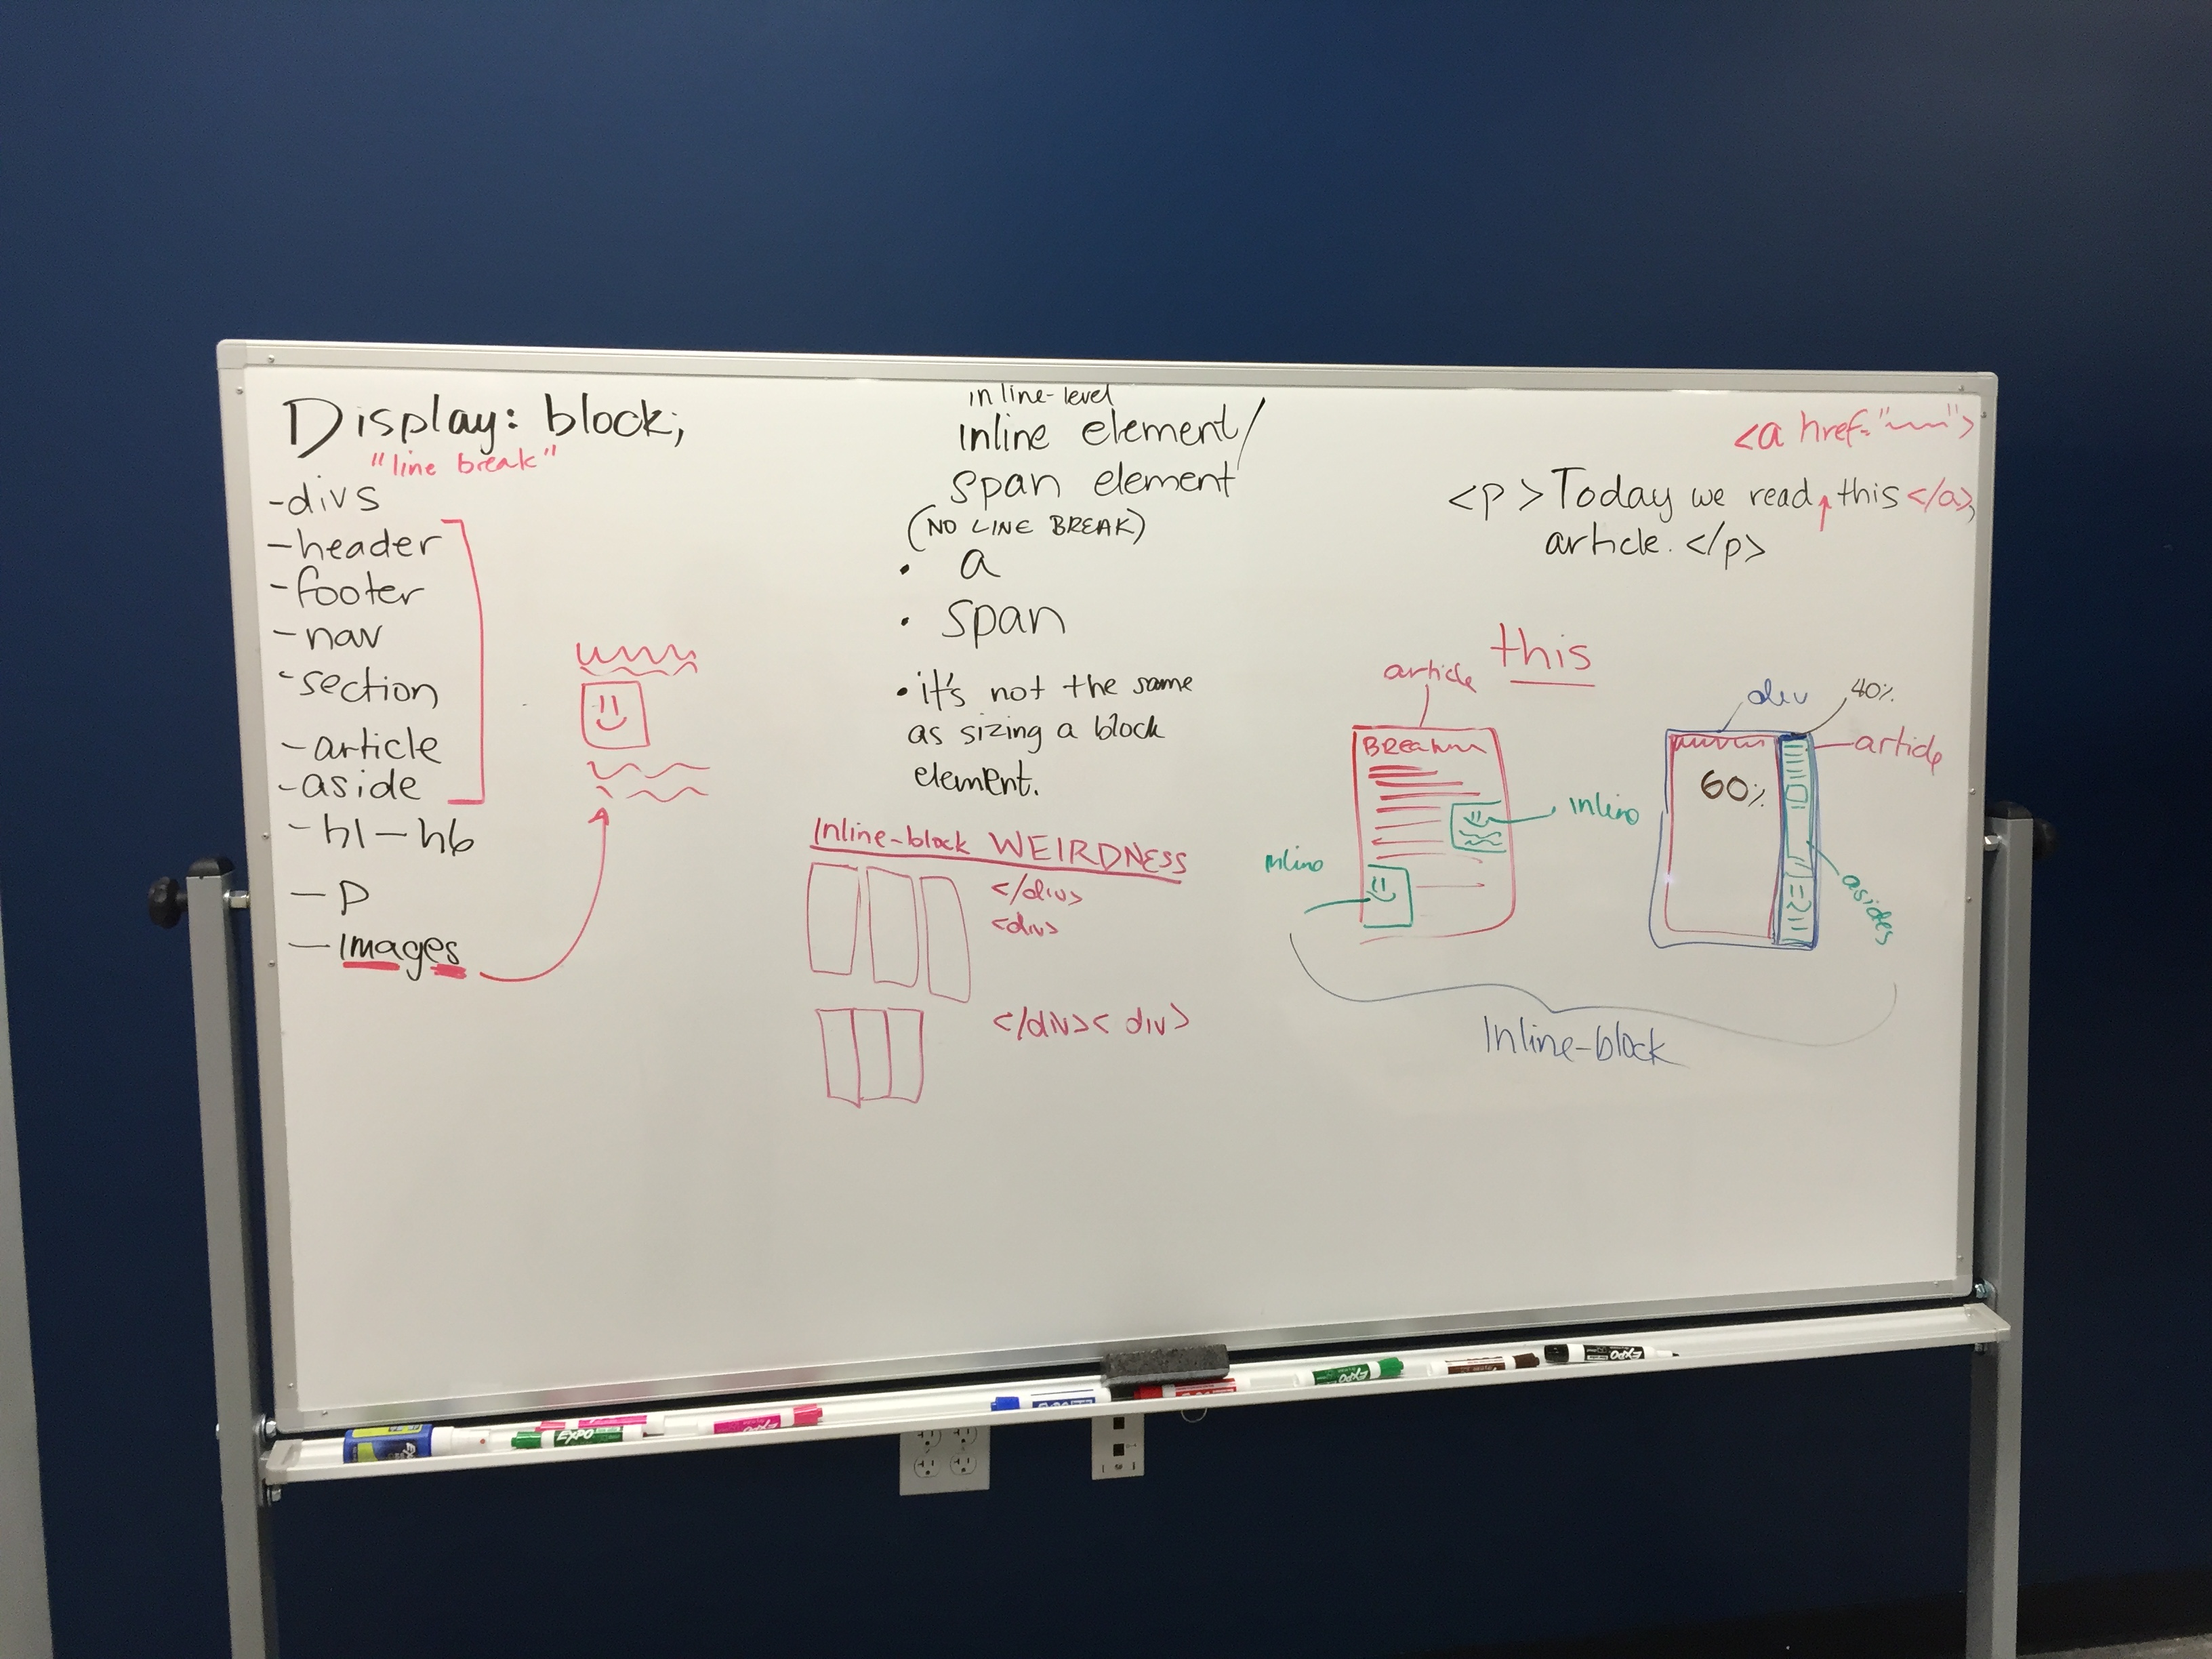 Display: block;
"line break"
-divs
-header
-footer
-nav
-section
-article
-aside
-h1-h6
-p
-images
inline-level
inline element/
span element
(NO LINE BREAK)
• a
• span
• it's not the same
as sizing a block
element.
Inline-block WEIRDNESS
</div>
<div>
</div>< div>
<a href="
<p>Today we read this </a>
article.</p>
this
article
inline
inline
div
40%
article
60%
asides
Inline-block
EXPO
EXPO
EXPO
EXPO
EXPO